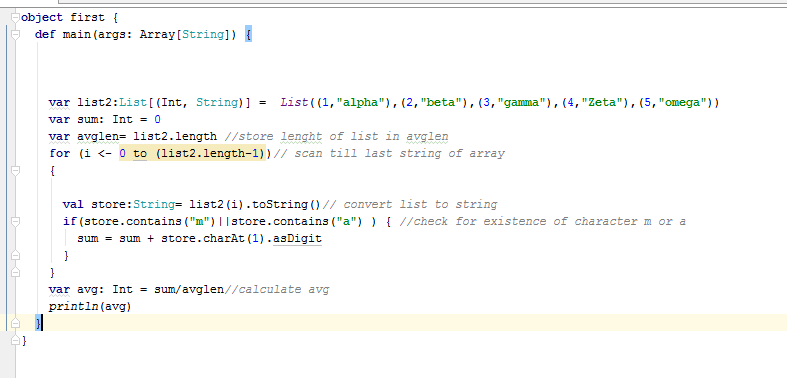 object first {
def main(args: Array[String]) {
var list2:List[(Int, String)] = List((1,"alpha"),(2,"beta"),(3,"gamma"),(4,"Zeta"),(5,"omega"))
var sum: Int = 0
var avglen= list2.length //store lenght of list in avglen
for (i <- 0 to (list2.length-1))// scan till last string of array
{
val store:String= list2(i).toString()// convert list to string
if(store.contains("m")||store.contains("a") ) { //check for existence of character m or a
sum = sum + store.charAt(1).asDigit
}
}
var avg: Int = sum/avglen//calculate avg
println(avg)
}
}